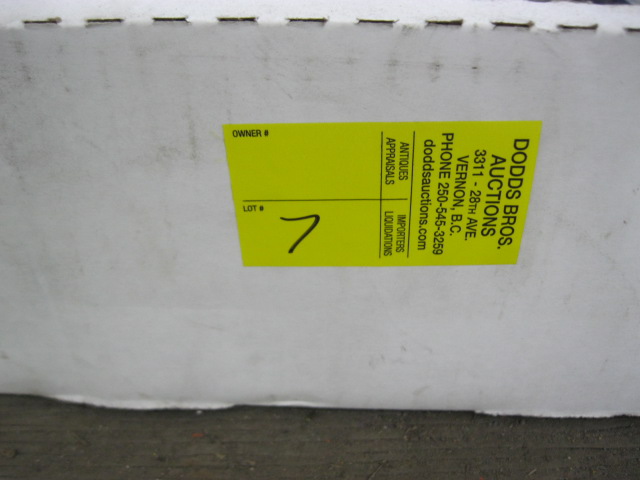 DODDS BROS.
AUCTIONS
3311 - 28TH AVE.
VERNON, B.C.
PHONE 250-545-3259
doddsauctions.com
ANTIQUES
APPRAISALS
IMPORTERS
LIQUIDATIONS
OWNER #
LOT #
7